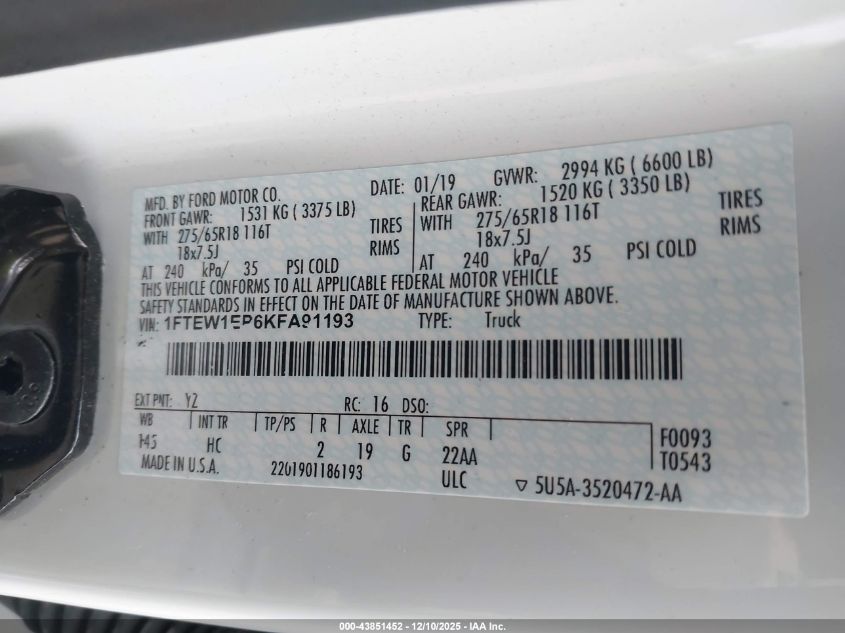 MFD. BY FORD MOTOR CO. DATE: 01/19 GVWR: 2994 KG ( 6600 LB)
FRONT GAWR: 1531 KG ( 3375 LB) REAR GAWR: 1520 KG ( 3350 LB)
WITH 275/65R18 116T TIRES WITH 275/65R18 116T TIRES
18x7.5J RIMS 18x7.5J RIMS
AT 240 kPa/ 35 PSI COLD AT 240 kPa/ 35 PSI COLD
THIS VEHICLE CONFORMS TO ALL APPLICABLE FEDERAL MOTOR VEHICLE
SAFETY STANDARDS IN EFFECT ON THE DATE OF MANUFACTURE SHOWN ABOVE.
VIN: 1FTEW1EP6KFA91193 TYPE: Truck
EXT PNT: YZ RC: 16 DSO:
WB INT TR TP/PS R AXLE TR SPR F0093
145 HC 2 19 G 22AA T0543
MADE IN U.S.A. 2201901186193 ULC ▽ 5U5A-3520472-AA
000-43851452 - 12/10/2025 - IAA Inc.